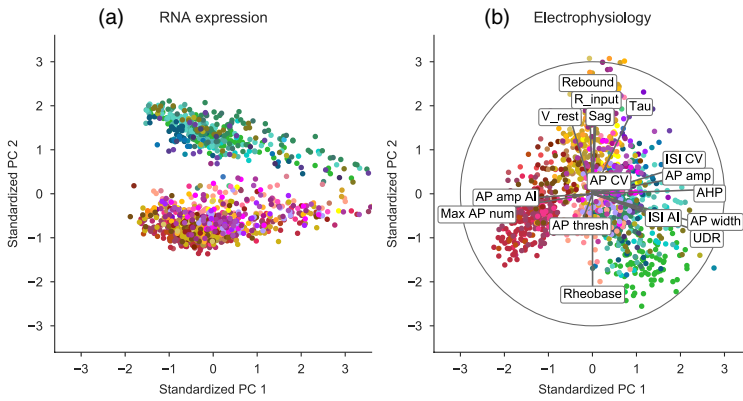 (a) RNA expression
Standardized PC 2
3
2
1
0
−1
−2
−3
−3 −2 −1 0 1 2 3
Standardized PC 1
(b) Electrophysiology
Standardized PC 2
3
2
1
0
−1
−2
−3
Rebound
R_input
Tau
V_rest Sag
ISI CV
AP CV AP amp
AP amp AI AHP
Max AP num ISI AI AP width
AP thresh UDR
Rheobase
−3 −2 −1 0 1 2 3
Standardized PC 1